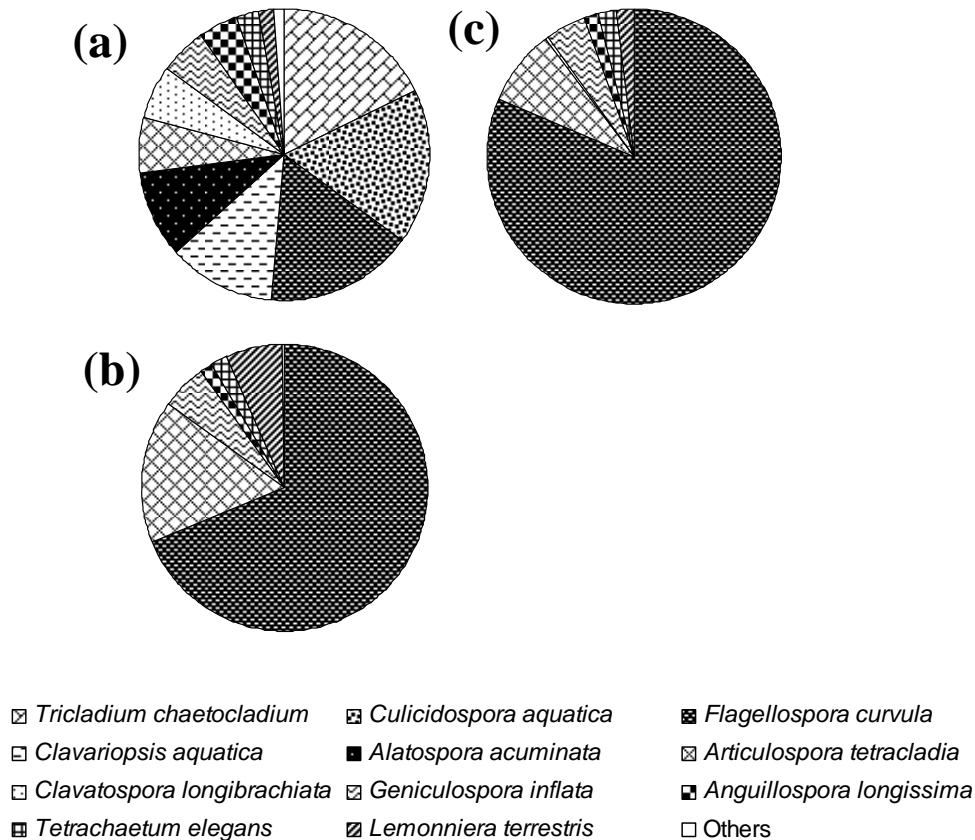 (a)
(c)
(b)
Tricladium chaetocladium
Culicidospora aquatica
Flagellospora curvula
Clavariopsis aquatica
Alatospora acuminata
Articulospora tetracladia
Clavatospora longibrachiata
Geniculospora inflata
Anguillospora longissima
Tetrachaetum elegans
Lemonniera terrestris
Others